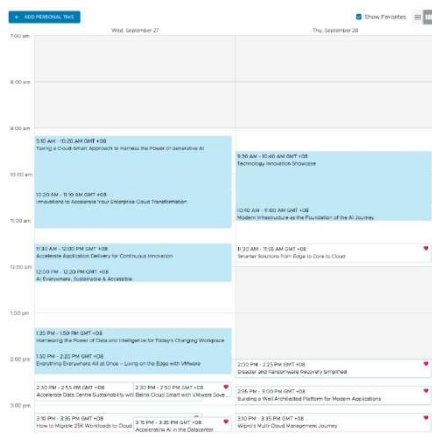 + ADD PERSONAL TIME
Show Favorites
Wed, September 27
Thu, September 28
7:00 am
8:00 am
9:00 am
9:10 AM - 10:20 AM GMT +08
Taking a Cloud-Smart Approach to Harness the Power of Generative AI
9:30 AM - 10:40 AM GMT +08
Technology Innovation Showcase
10:00 am
10:20 AM - 11:10 AM GMT +08
Innovations to Accelerate Your Enterprise Cloud Transformation
10:40 AM - 11:00 AM GMT +08
Modern Infrastructure as the Foundation of the AI Journey
11:00 am
11:30 AM - 12:00 PM GMT +08
Accelerate Application Delivery for Continuous Innovation
11:30 AM - 11:55 AM GMT +08
Smarter Solutions from Edge to Core to Cloud
12:00 pm
12:00 PM - 12:20 PM GMT +08
AI Everywhere, Sustainable & Accessible
1:00 pm
1:20 PM - 1:50 PM GMT +08
Harnessing the Power of Data and Intelligence for Today's Changing Workplace
1:50 PM - 2:20 PM GMT +08
Everything Everywhere All at Once - Living on the Edge with VMware
2:00 pm
2:00 PM - 2:25 PM GMT +08
Disaster and Ransomware Recovery Simplified
2:30 PM - 2:55 PM GMT +08
Accelerate Data Centre Sustainability with
2:30 PM - 2:55 PM GMT +08
Being Cloud Smart with VMware Sove...
2:35 PM - 3:00 PM GMT +08
Building a Well Architected Platform for Modern Applications
3:00 pm
3:10 PM - 3:35 PM GMT +08
How to Migrate 25K Workloads to Cloud
3:10 PM - 3:35 PM GMT +08
Accelerating AI in the Datacenter
3:10 PM - 3:35 PM GMT +08
Multi-Cloud Management Journey